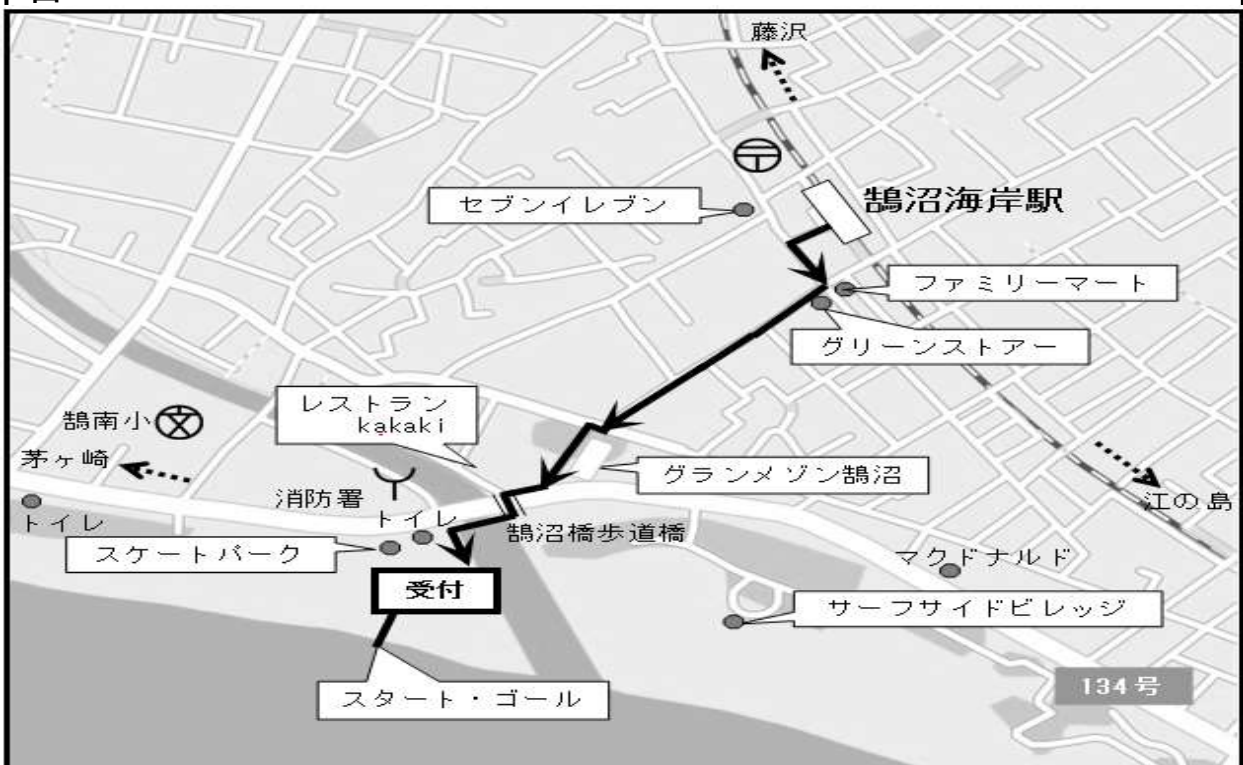 藤沢
セブンイレブン
鵠沼海岸駅
ファミリーマート
グリーンストアー
レストラン
kakaki
鵠南小
茅ヶ崎
グランメゾン鵠沼
消防署
江の島
トイレ
トイレ
鵠沼橋歩道橋
スケートパーク
マクドナルド
受付
サーフサイドビレッジ
134号
スタート・ゴール